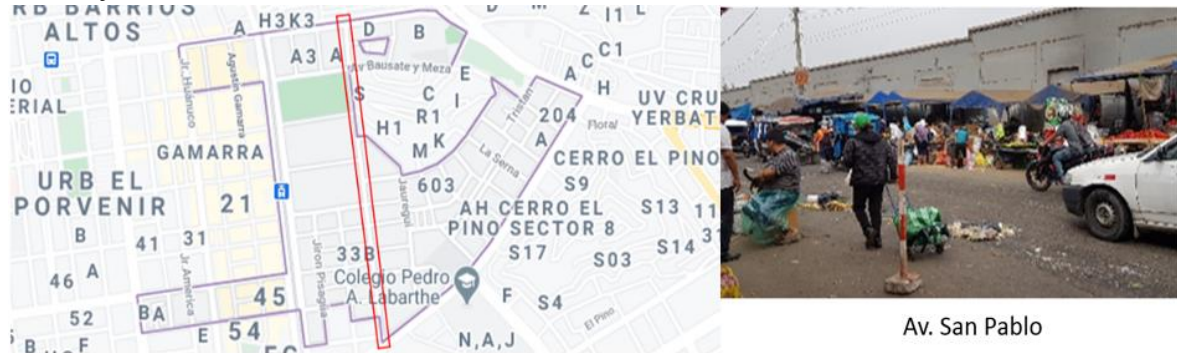 RB BARRIOS
ALTOS
H3K3
A
D
B
A3
A
Av Bausate y Meza
Jr. Huánuco
Agustín Gamarra
IO
ERIAL
S
C
E
I
R1
H1
K
M
Tristan
204
A
Floral
I1
L
C1
C
A
H
UV CRU
YERBAT
GAMARRA
La Serna
CERRO EL PINO
URB EL
PORVENIR
21
Jauregui
603
S9
AH CERRO EL
PINO SECTOR 8
S13
11
B
41
31
S17
S03
S14
31
46
A
Jr. America
Jiron Pisagua
33B
Colegio Pedro
A. Labarthe
F
S4
El Pino
52
BA
45
E
54
B
F
N,A,J
Av. San Pablo